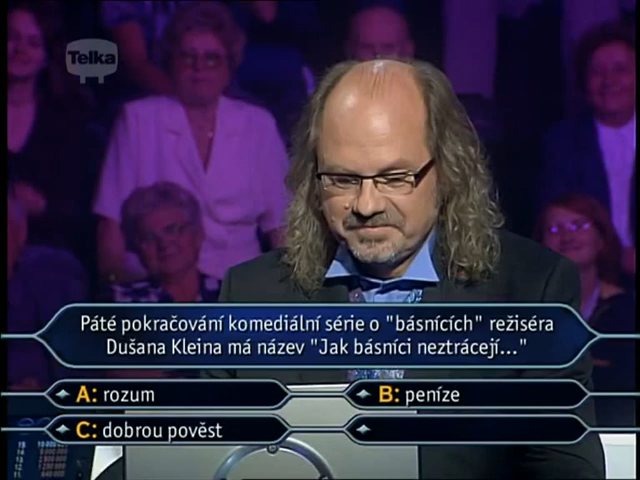 Telka
Páté pokračování komediální série o "básnících" režiséra
Dušana Kleina má název "Jak básníci neztrácejí..."
A: rozum
B: peníze
C: dobrou pověst